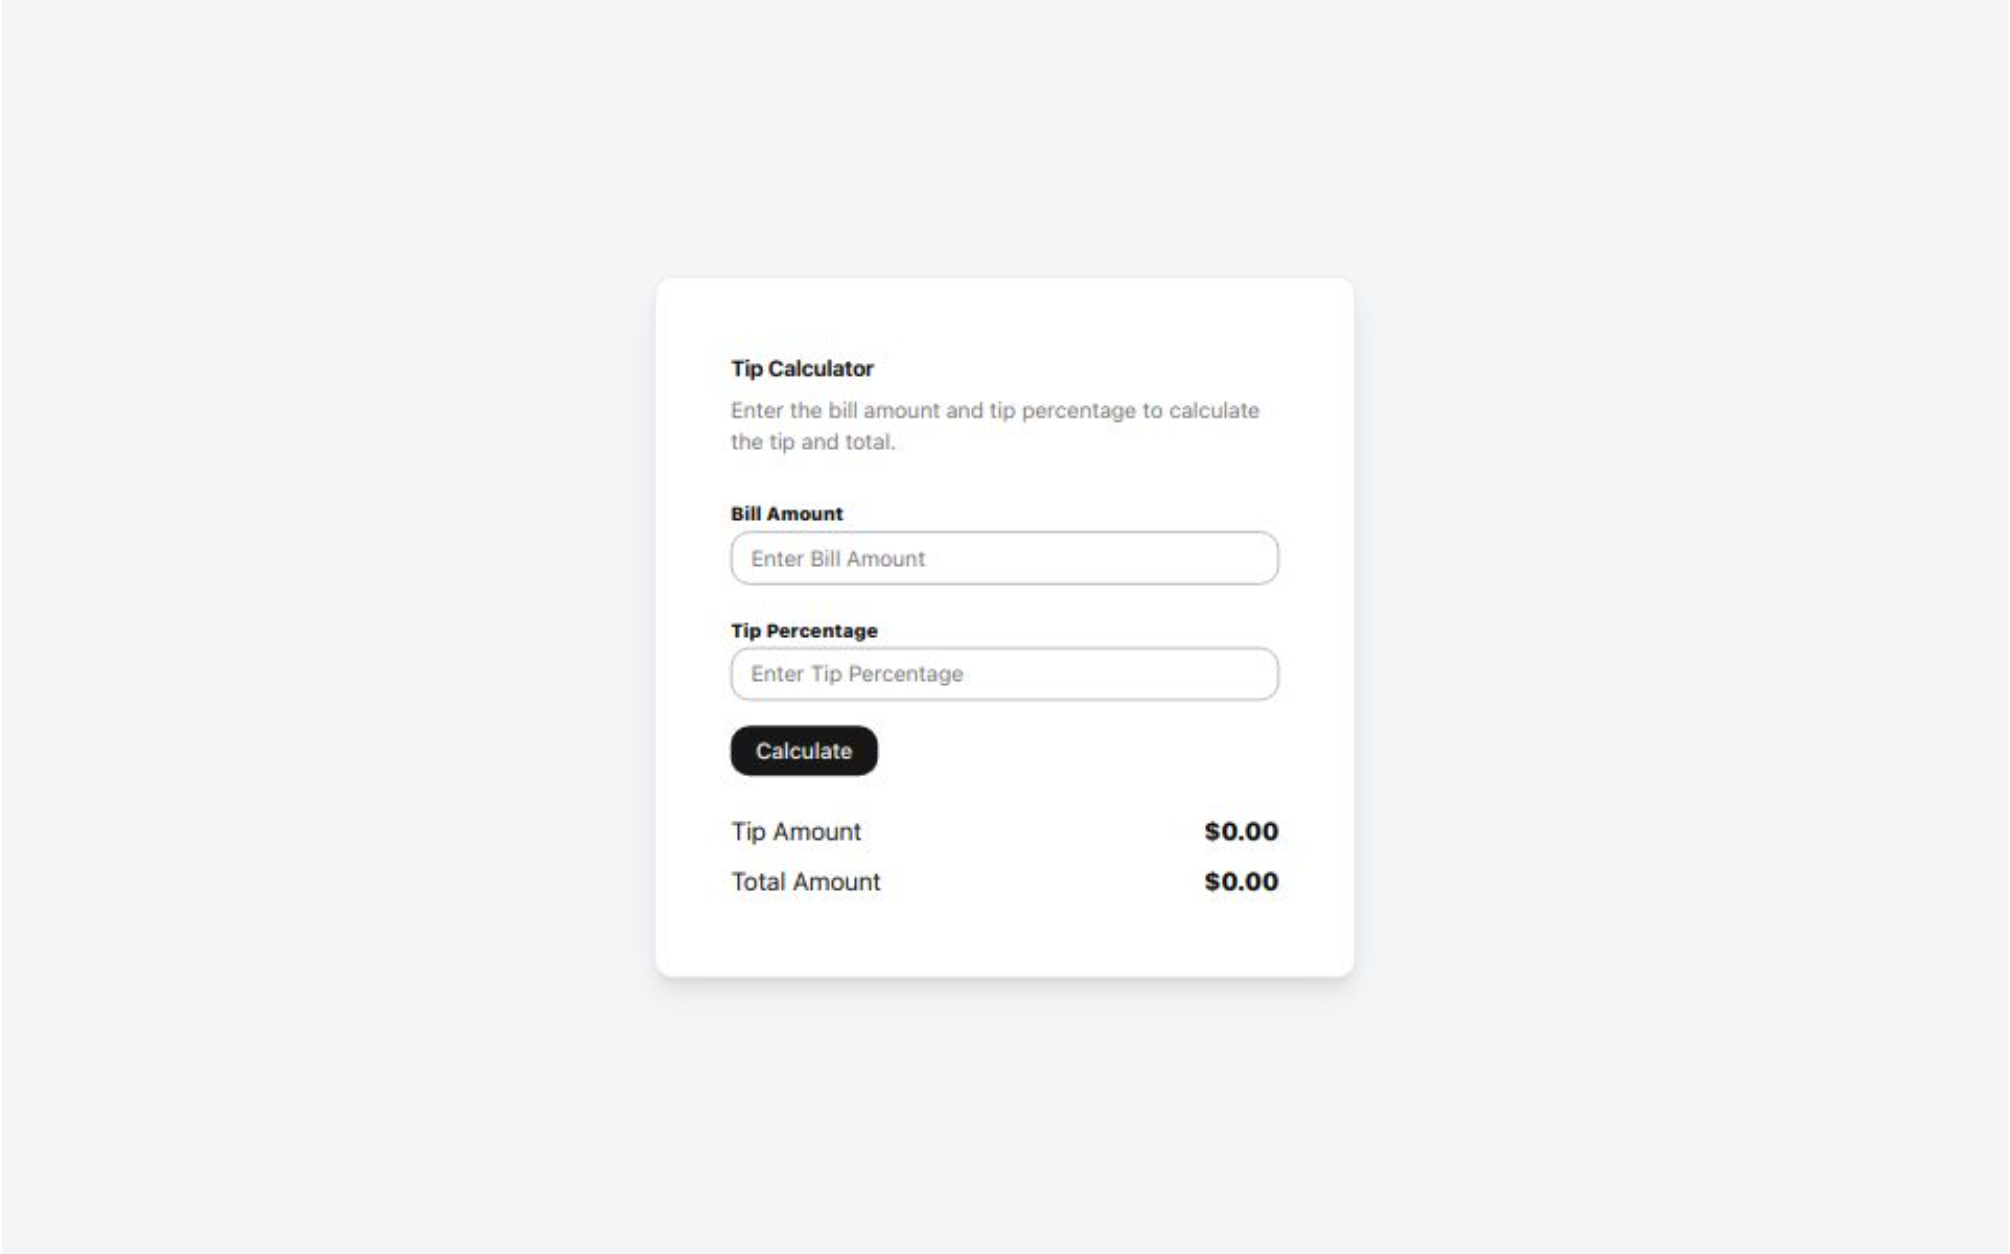 Tip Calculator
Enter the bill amount and tip percentage to calculate
the tip and total.
Bill Amount
Enter Bill Amount
Tip Percentage
Enter Tip Percentage
Calculate
Tip Amount $0.00
Total Amount $0.00